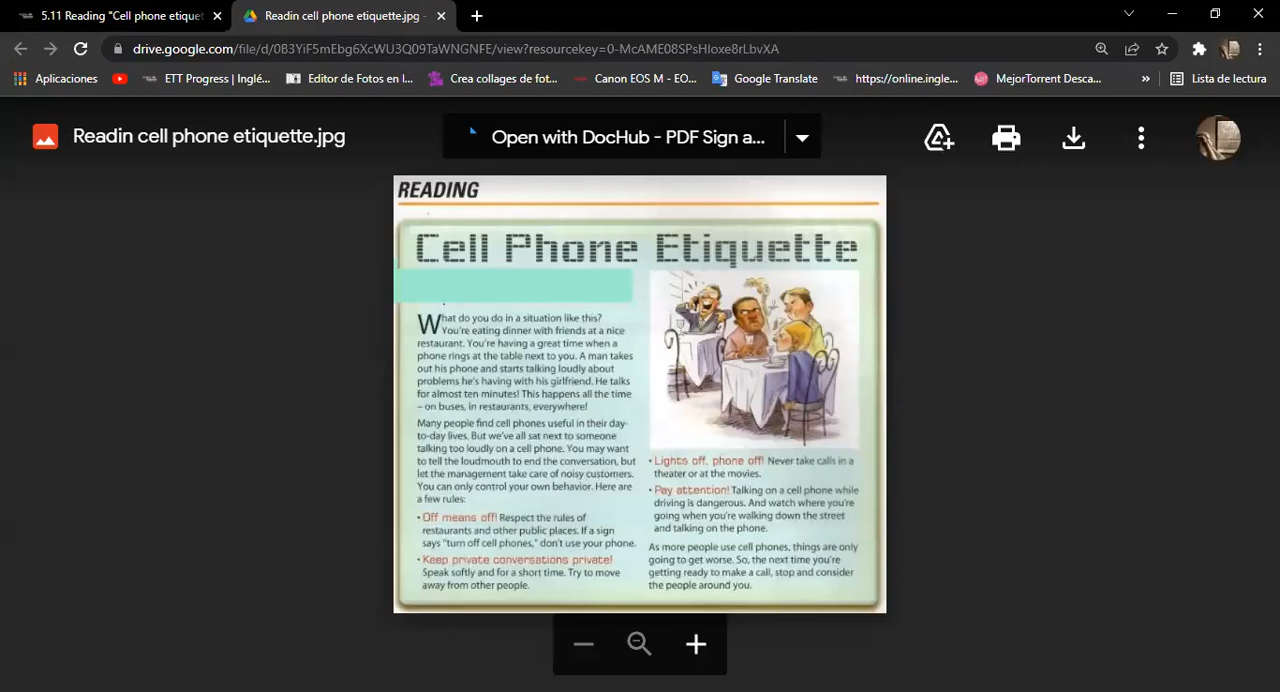 5.11 Reading "Cell phone etiquet
Readin cell phone etiquette.jpg -
drive.google.com/file/d/0B3YiF5mEbg6XcWU3Q09TaWNGNFE/view?resourcekey=0-McAME08SPsHIoxe8rLbvXA
Aplicaciones
ETT Progress | Inglé...
Editor de Fotos en l...
Crea collages de fot...
Canon EOS M - EO...
Google Translate
https://online.ingle...
MejorTorrent Desca...
»
Lista de lectura
Readin cell phone etiquette.jpg
Open with DocHub - PDF Sign a...
READING
Cell Phone Etiquette
What do you do in a situation like this?
You're eating dinner with friends at a nice
restaurant. You're having a great time when a
phone rings at the table next to you. A man takes
out his phone and starts talking loudly about
problems he's having with his girlfriend. He talks
for almost ten minutes! This happens all the time
– on buses, in restaurants, everywhere!
Many people find cell phones useful in their day-
to-day lives. But we've all sat next to someone
talking too loudly on a cell phone. You may want
to tell the loudmouth to end the conversation, but
let the management take care of noisy customers.
You can only control your own behavior. Here are
a few rules:
• Off means off! Respect the rules of
restaurants and other public places. If a sign
says "turn off cell phones," don't use your phone.
• Keep private conversations private!
Speak softly and for a short time. Try to move
away from other people.
• Lights off, phone off! Never take calls in a
theater or at the movies.
• Pay attention! Talking on a cell phone while
driving is dangerous. And watch where you're
going when you're walking down the street
and talking on the phone.
As more people use cell phones, things are only
going to get worse. So, the next time you're
getting ready to make a call, stop and consider
the people around you.